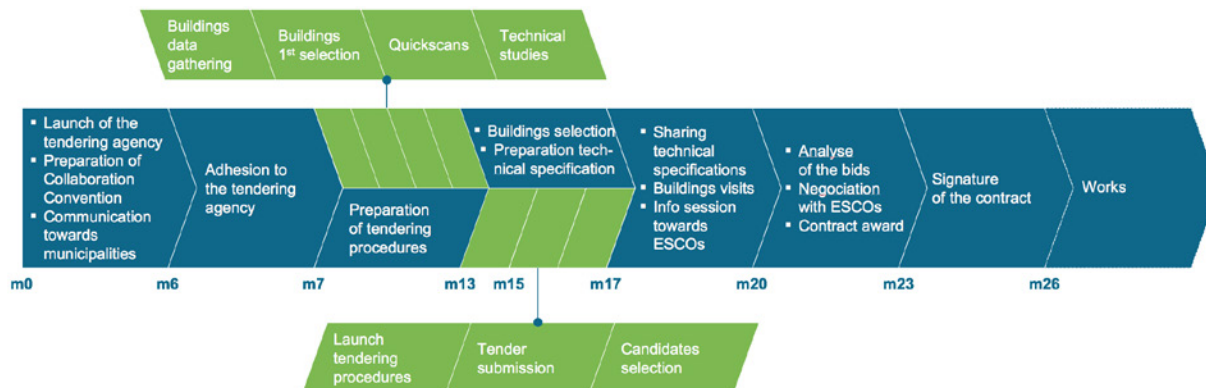 Buildings
data
gathering
Buildings
1st selection
Quickscans
Technical
studies
▪ Launch of the
tendering agency
▪ Preparation of
Collaboration
Convention
▪ Communication
towards
municipalities
Adhesion to
the tendering
agency
Preparation
of tendering
procedures
▪ Buildings selection
▪ Preparation tech-
nical specification
▪ Sharing
technical
specifications
▪ Buildings visits
▪ Info session
towards
ESCOs
▪ Analyse
of the bids
▪ Negociation
with ESCOs
▪ Contract award
Signature
of the contract
Works
m0
m6
m7
m13
m15
m17
m20
m23
m26
Launch
tendering
procedures
Tender
submission
Candidates
selection